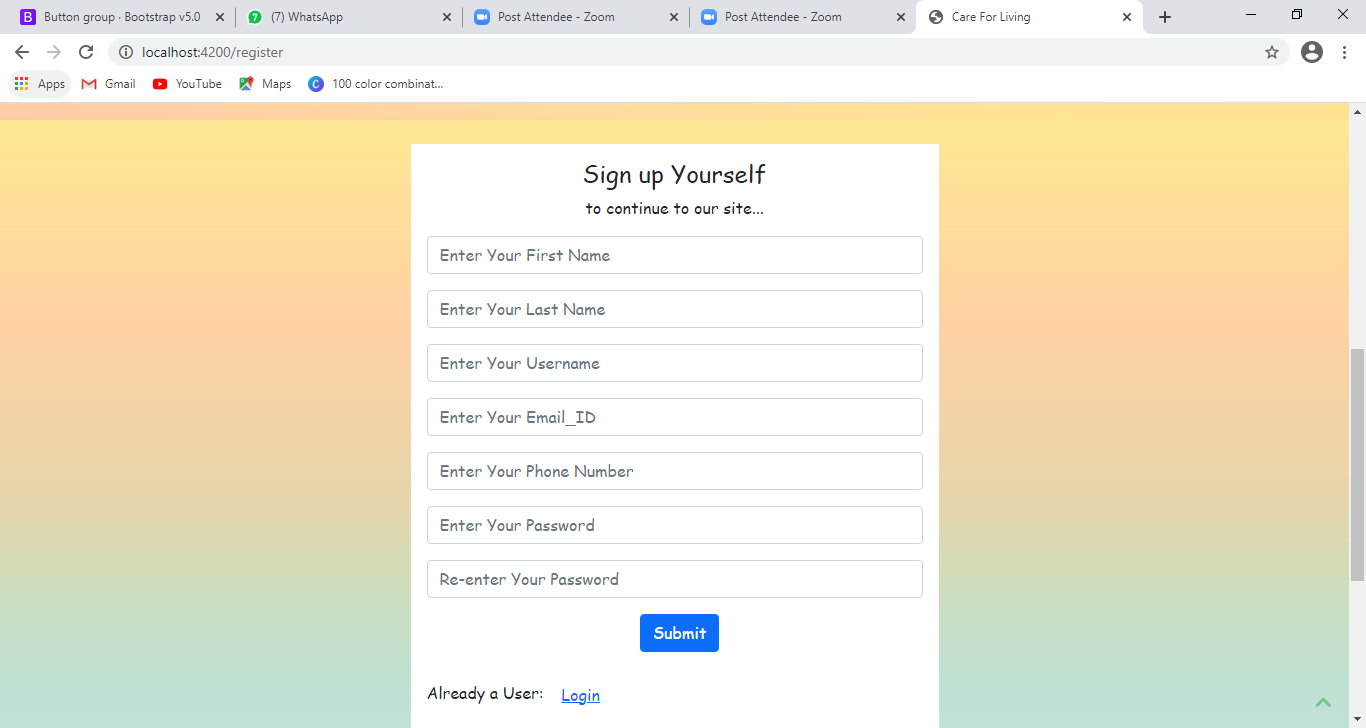 Button group · Bootstrap v5.0
(7) WhatsApp
Post Attendee - Zoom
Post Attendee - Zoom
Care For Living
localhost:4200/register
Apps
Gmail
YouTube
Maps
100 color combinat...
Sign up Yourself
to continue to our site...
Enter Your First Name
Enter Your Last Name
Enter Your Username
Enter Your Email_ID
Enter Your Phone Number
Enter Your Password
Re-enter Your Password
Submit
Already a User: Login